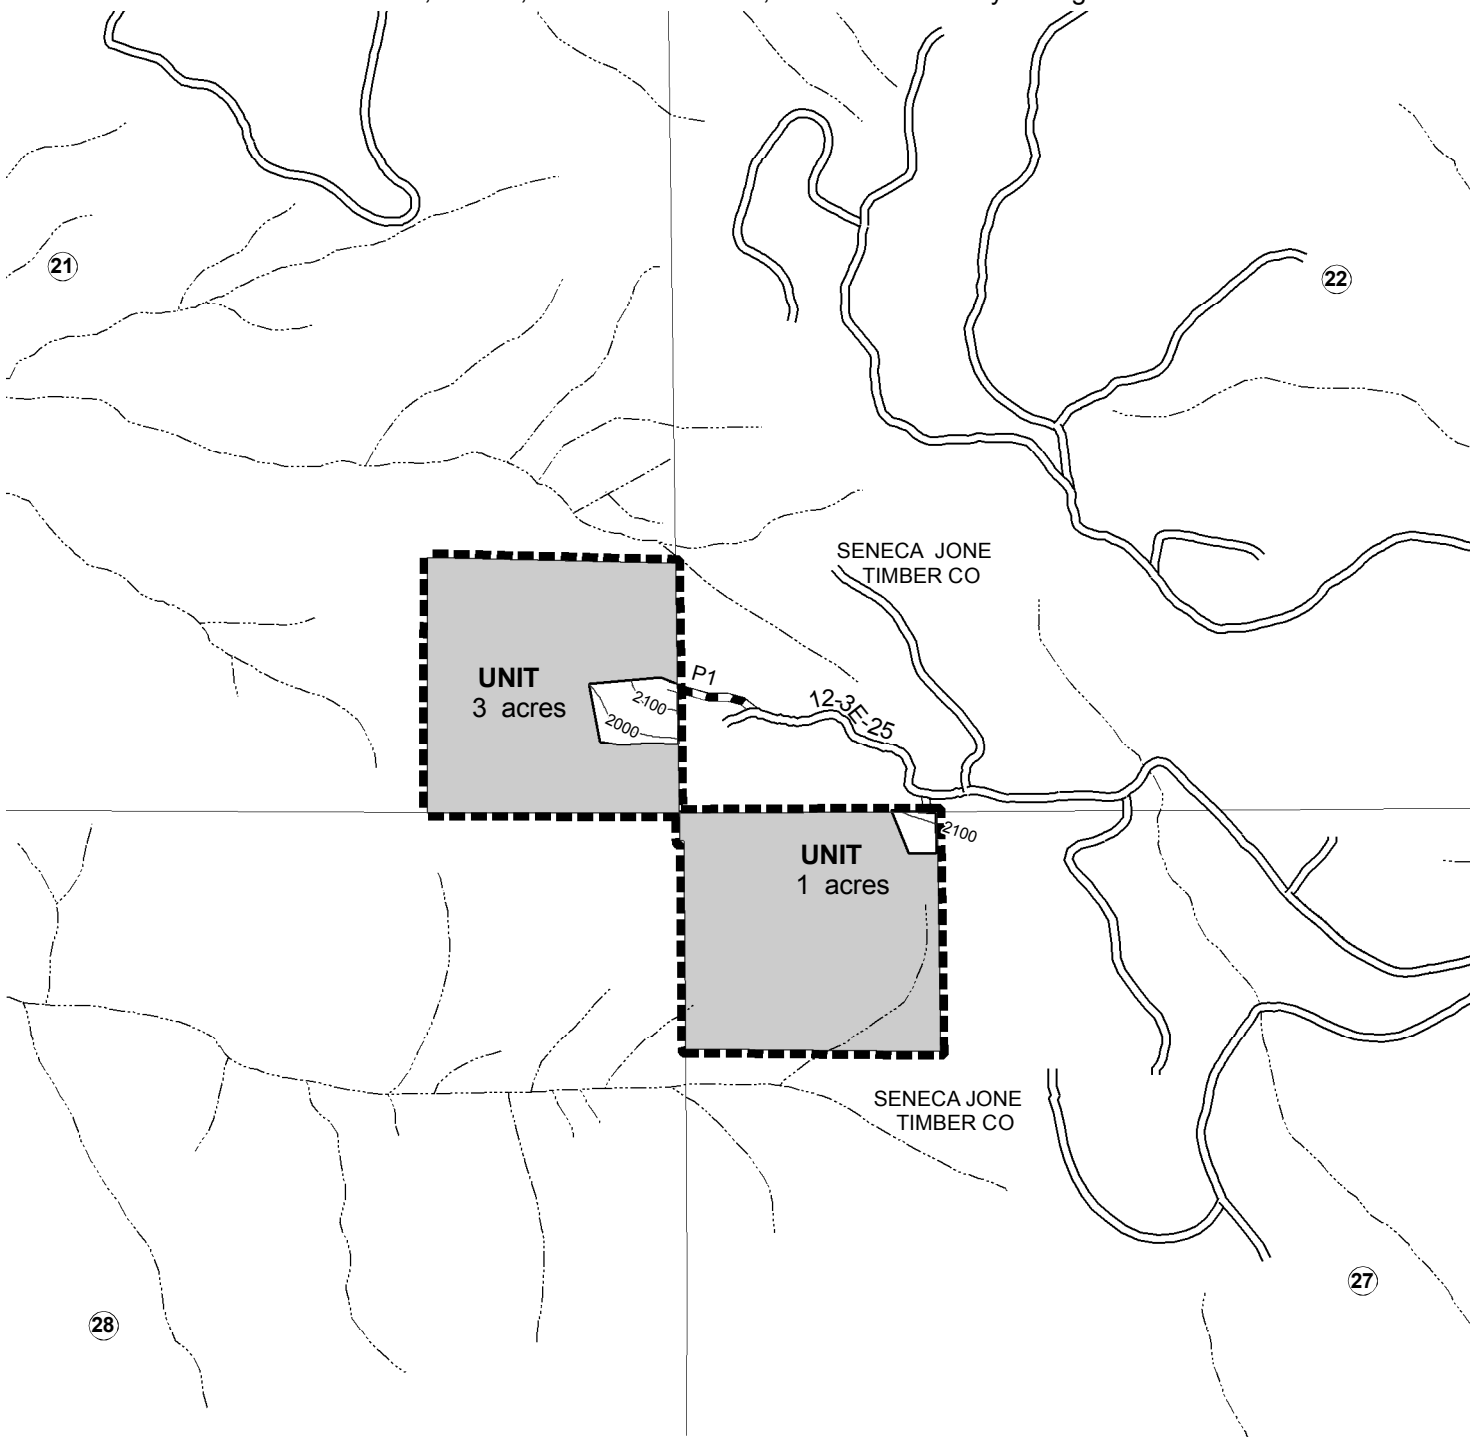 21
22
SENECA JONE
TIMBER CO
UNIT
3 acres
P1
2100
2000
12-3E-25
2100
UNIT
1 acres
SENECA JONE
TIMBER CO
27
28